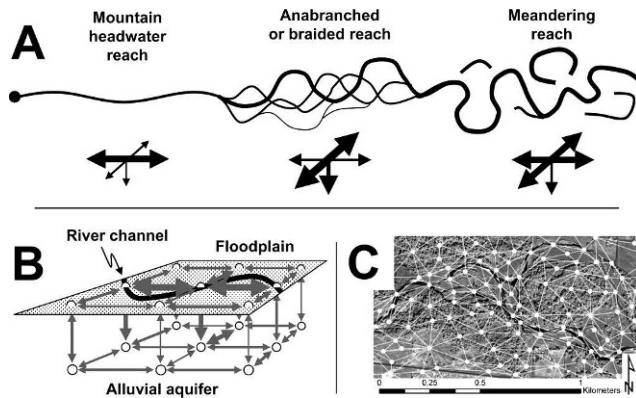 A
Mountain
headwater
reach
Anabranched
or braided reach
Meandering
reach
B
River channel
Floodplain
Alluvial aquifer
C
0 0.25 0.5 1
Kilometers
N